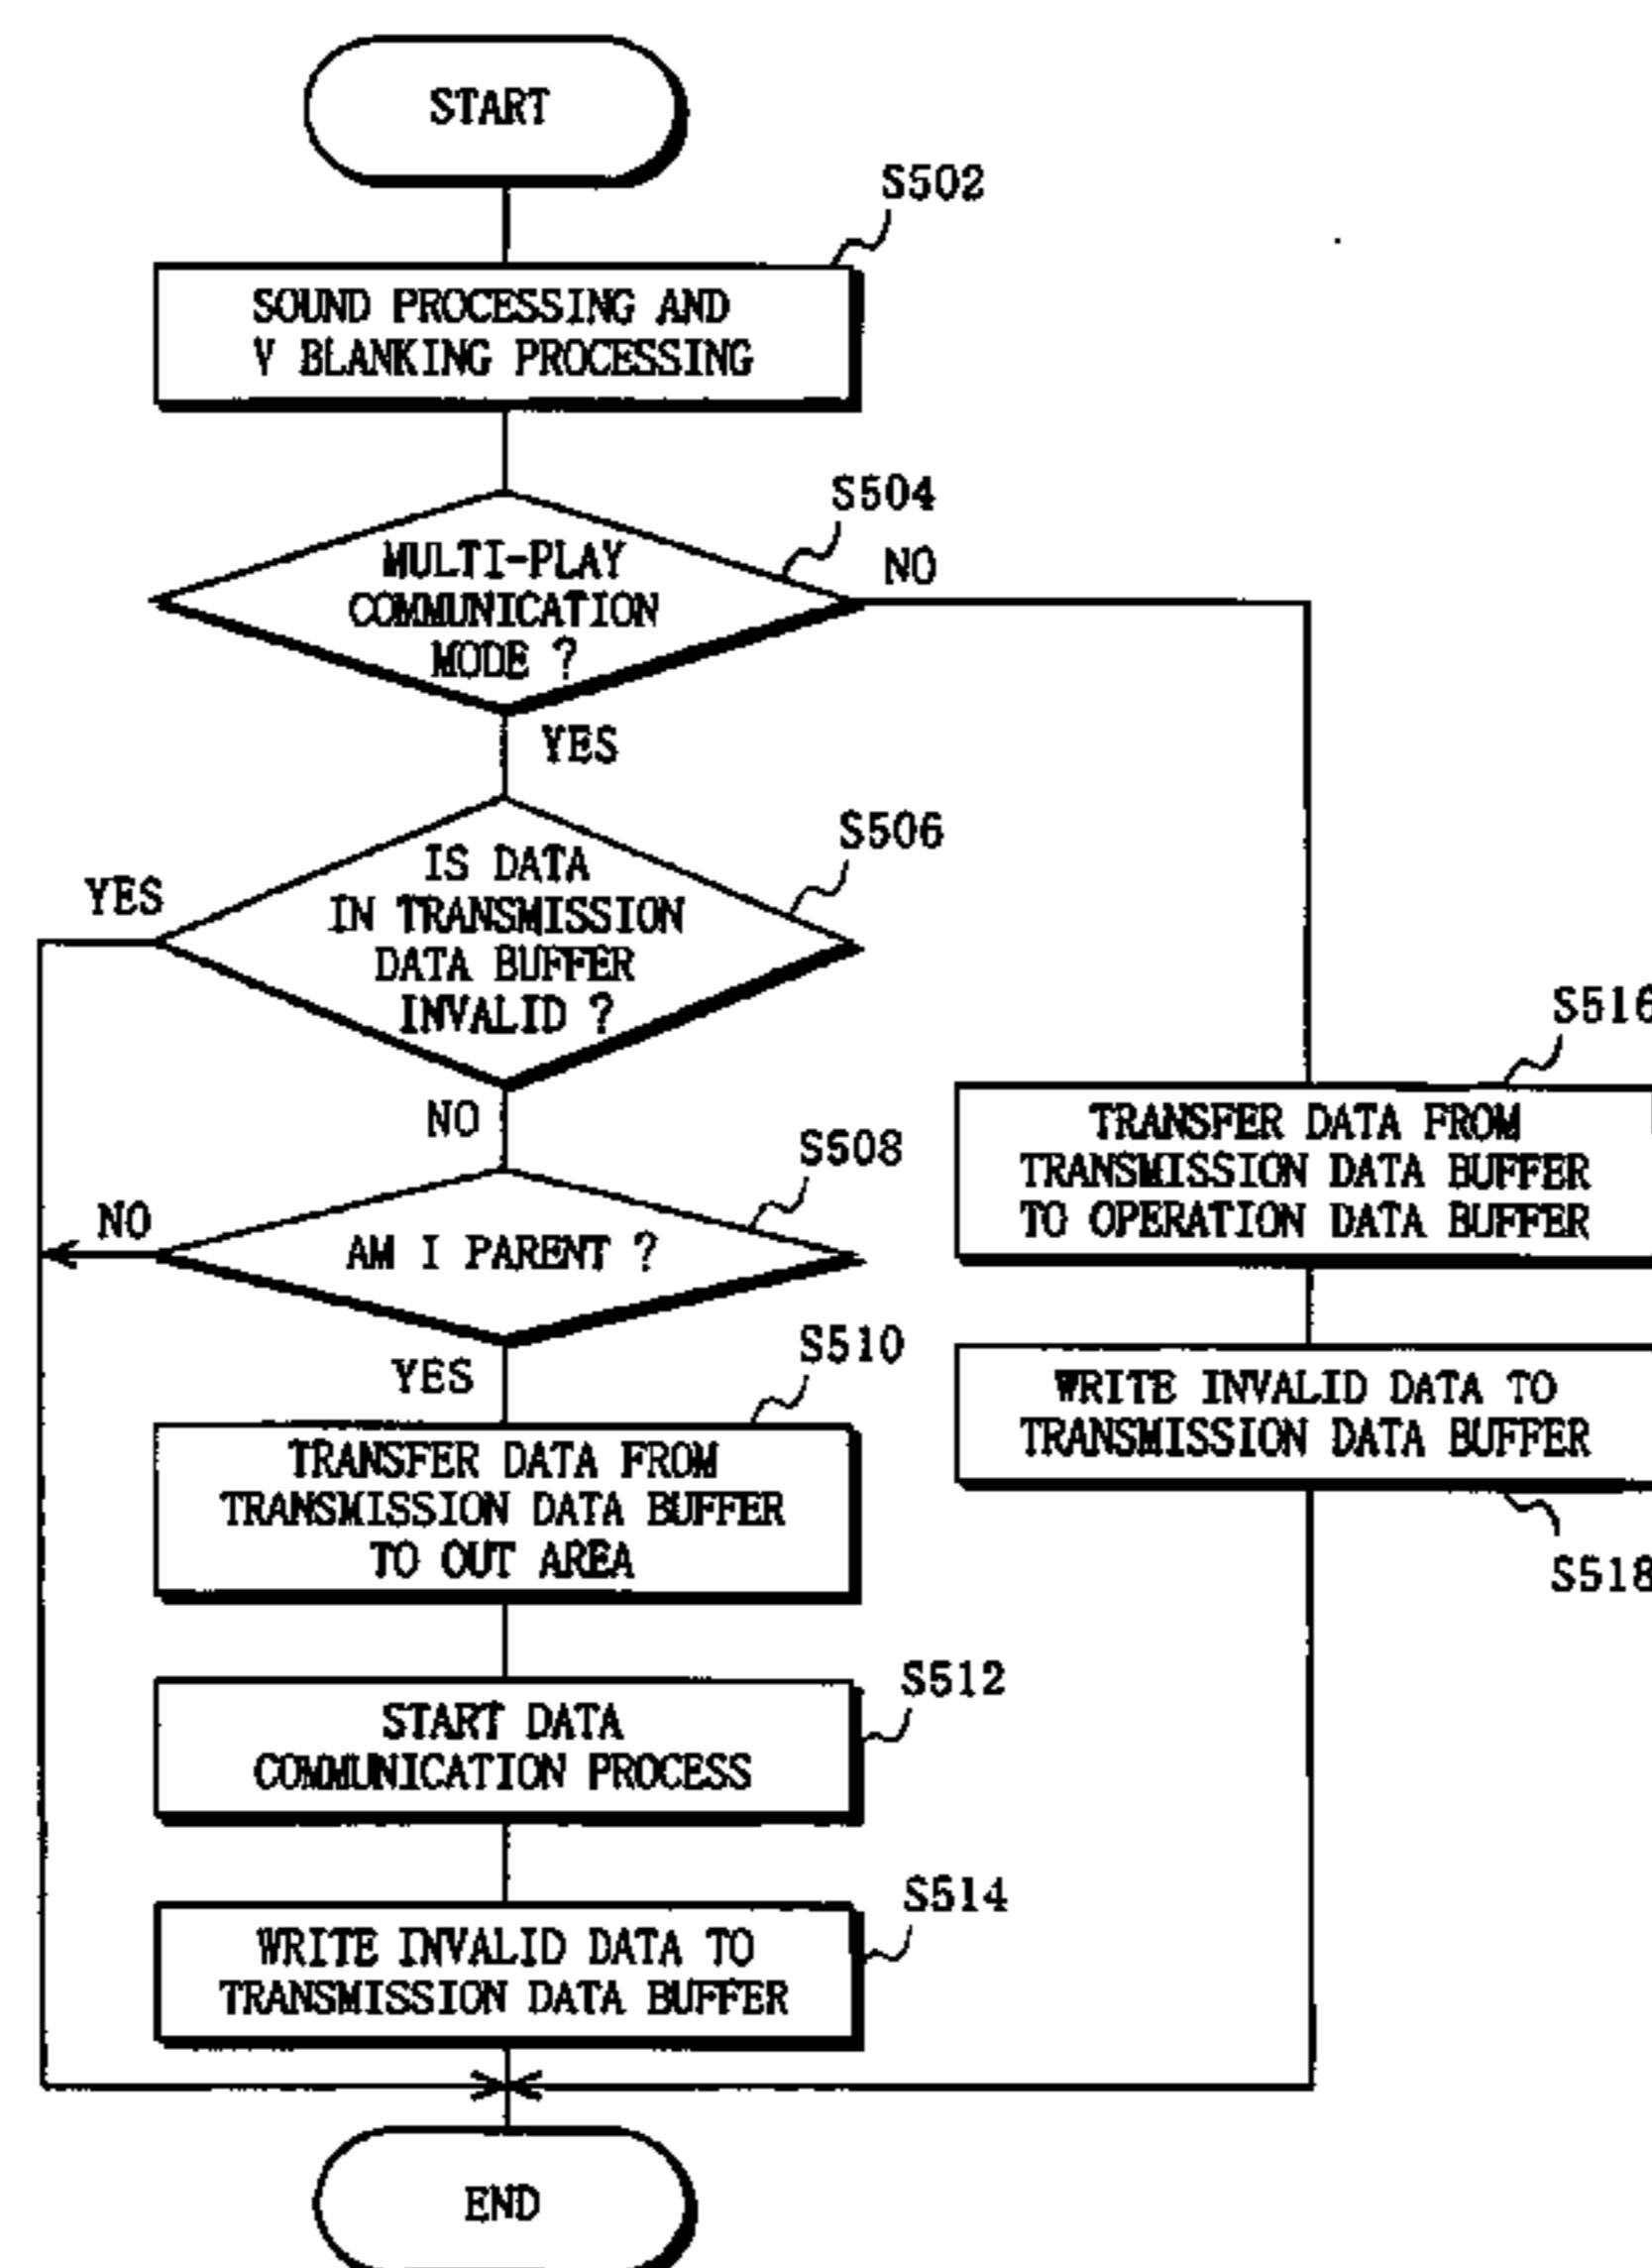 START
S502
SOUND PROCESSING AND
V BLANKING PROCESSING
S504
MULTI-PLAY
COMMUNICATION
MODE ?
NO
YES
S506
IS DATA
IN TRANSMISSION
DATA BUFFER
INVALID ?
YES
NO
S508
AM I PARENT ?
NO
YES
S510
TRANSFER DATA FROM
TRANSMISSION DATA BUFFER
TO OUT AREA
S512
START DATA
COMMUNICATION PROCESS
S514
WRITE INVALID DATA TO
TRANSMISSION DATA BUFFER
S516
TRANSFER DATA FROM
TRANSMISSION DATA BUFFER
TO OPERATION DATA BUFFER
WRITE INVALID DATA TO
TRANSMISSION DATA BUFFER
S518
END